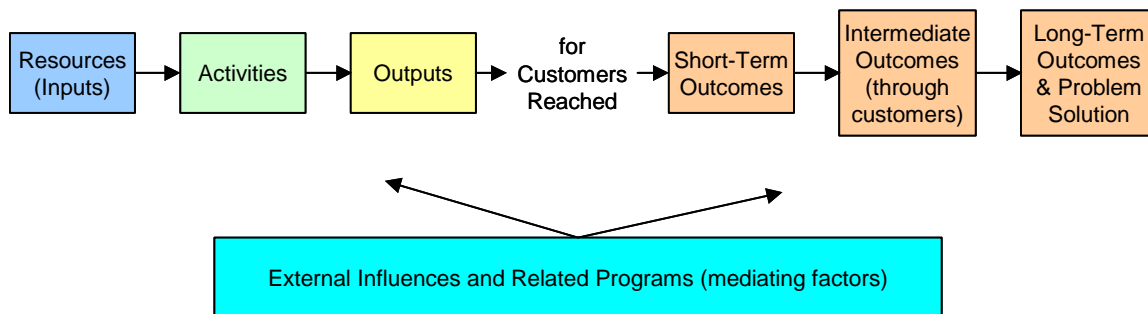 Resources
(Inputs)
Activities
Outputs
for
Customers
Reached
Short-Term
Outcomes
Intermediate
Outcomes
(through
customers)
Long-Term
Outcomes
& Problem
Solution
External Influences and Related Programs (mediating factors)